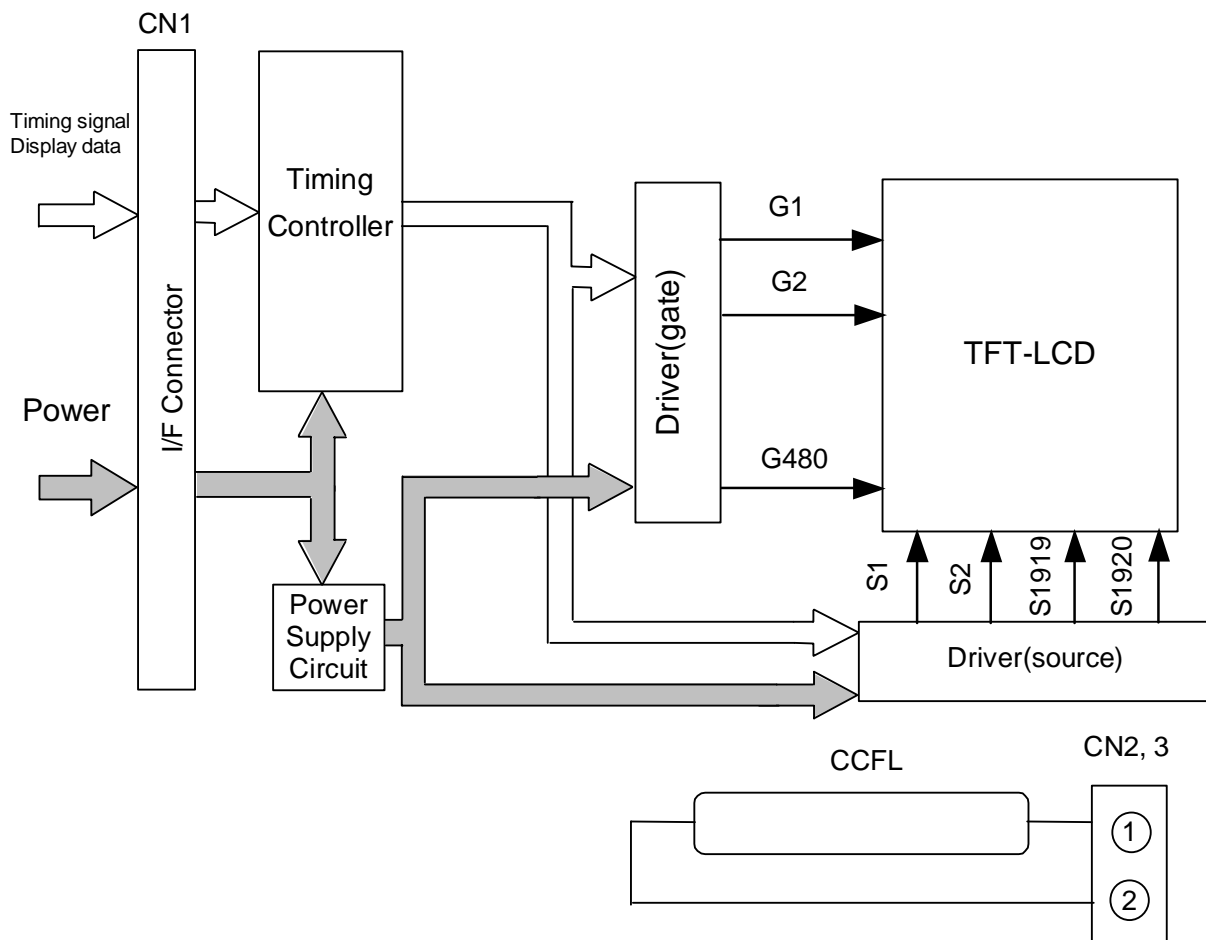 CN1
Timing signal
Display data
Power
I/F Connector
Timing
Controller
Power
Supply
Circuit
Driver(gate)
G1
G2
G480
TFT-LCD
S1
S2
S1919
S1920
Driver(source)
CCFL
CN2, 3
1
2